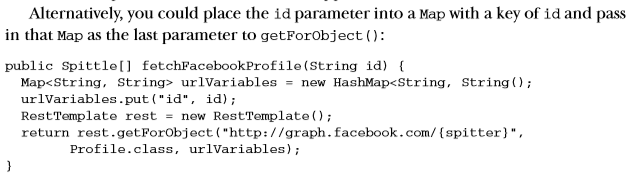 Alternatively, you could place the id parameter into a Map with a key of id and pass
in that Map as the last parameter to getForObject():
public Spittle[] fetchFacebookProfile(String id) {
Map<String, String> urlVariables = new HashMap<String, String();
urlVariables.put("id", id);
RestTemplate rest = new RestTemplate();
return rest.getForObject("http://graph.facebook.com/{spitter}",
Profile.class, urlVariables);
}